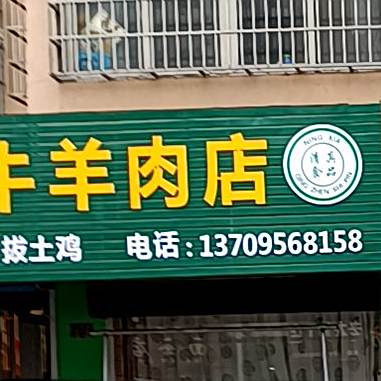 牛羊肉店
NING XIA
清真
食品
QING ZHEN SHI PIN
拔土鸡
电话:13709568158